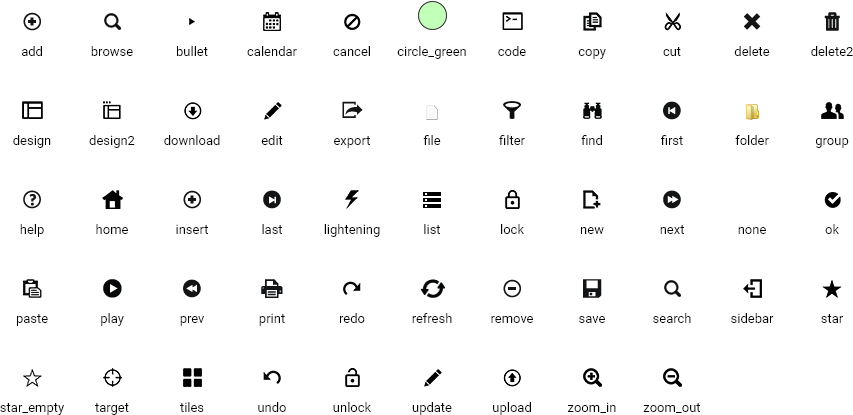 add browse bullet calendar cancel circle_green code copy cut delete delete2
design design2 download edit export file filter find first folder group
help home insert last lightening list lock new next none ok
paste play prev print redo refresh remove save search sidebar star
star_empty target tiles undo unlock update upload zoom_in zoom_out